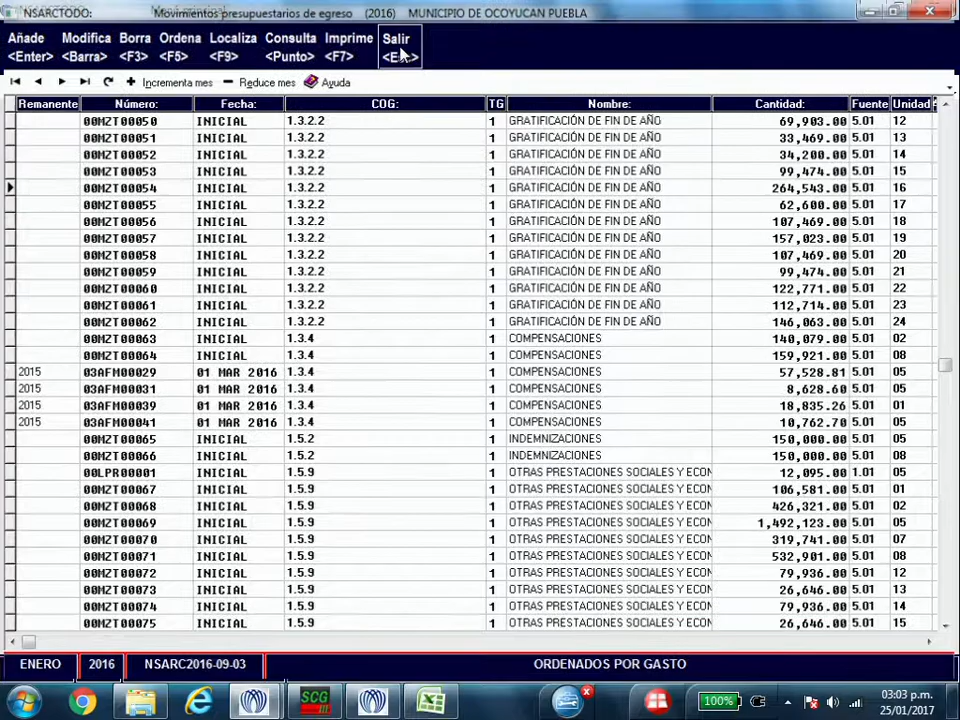 NSARCTODO: Movimientos presupuestarios de egreso (2016) MUNICIPIO DE OCOYUCAN PUEBLA
Añade Modifica Borra Ordena Localiza Consulta Imprime Salir
<Enter> <Barra> <F3> <F5> <F9> <Punto> <F7>
Incrementa mes Reduce mes Ayuda
Remanente Número: Fecha: COG: TG Nombre: Cantidad: Fuente Unidad
00MZT00050 INICIAL 1.3.2.2 1 GRATIFICACIÓN DE FIN DE AÑO 69,903.00 5.01 12
00MZT00051 INICIAL 1.3.2.2 1 GRATIFICACIÓN DE FIN DE AÑO 33,469.00 5.01 13
00MZT00052 INICIAL 1.3.2.2 1 GRATIFICACIÓN DE FIN DE AÑO 34,200.00 5.01 14
00MZT00053 INICIAL 1.3.2.2 1 GRATIFICACIÓN DE FIN DE AÑO 99,474.00 5.01 15
00MZT00054 INICIAL 1.3.2.2 1 GRATIFICACIÓN DE FIN DE AÑO 264,543.00 5.01 16
00MZT00055 INICIAL 1.3.2.2 1 GRATIFICACIÓN DE FIN DE AÑO 62,600.00 5.01 17
00MZT00056 INICIAL 1.3.2.2 1 GRATIFICACIÓN DE FIN DE AÑO 107,469.00 5.01 18
00MZT00057 INICIAL 1.3.2.2 1 GRATIFICACIÓN DE FIN DE AÑO 157,023.00 5.01 19
00MZT00058 INICIAL 1.3.2.2 1 GRATIFICACIÓN DE FIN DE AÑO 107,469.00 5.01 20
00MZT00059 INICIAL 1.3.2.2 1 GRATIFICACIÓN DE FIN DE AÑO 99,474.00 5.01 21
00MZT00060 INICIAL 1.3.2.2 1 GRATIFICACIÓN DE FIN DE AÑO 122,771.00 5.01 22
00MZT00061 INICIAL 1.3.2.2 1 GRATIFICACIÓN DE FIN DE AÑO 112,714.00 5.01 23
00MZT00062 INICIAL 1.3.2.2 1 GRATIFICACIÓN DE FIN DE AÑO 146,063.00 5.01 24
00MZT00063 INICIAL 1.3.4 1 COMPENSACIONES 140,079.00 5.01 02
00MZT00064 INICIAL 1.3.4 1 COMPENSACIONES 159,921.00 5.01 08
2015 03AFM00029 01 MAR 2016 1.3.4 1 COMPENSACIONES 57,528.81 5.01 05
2015 03AFM00031 01 MAR 2016 1.3.4 1 COMPENSACIONES 8,628.60 5.01 05
2015 03AFM00039 01 MAR 2016 1.3.4 1 COMPENSACIONES 18,835.26 5.01 01
2015 03AFM00041 01 MAR 2016 1.3.4 1 COMPENSACIONES 10,762.70 5.01 05
00MZT00065 INICIAL 1.5.2 1 INDEMNIZACIONES 150,000.00 5.01 05
00MZT00066 INICIAL 1.5.2 1 INDEMNIZACIONES 150,000.00 5.01 08
00LPR00001 INICIAL 1.5.9 1 OTRAS PRESTACIONES SOCIALES Y ECON 12,095.00 1.01 05
00MZT00067 INICIAL 1.5.9 1 OTRAS PRESTACIONES SOCIALES Y ECON 106,581.00 5.01 01
00MZT00068 INICIAL 1.5.9 1 OTRAS PRESTACIONES SOCIALES Y ECON 426,321.00 5.01 02
00MZT00069 INICIAL 1.5.9 1 OTRAS PRESTACIONES SOCIALES Y ECON 1,492,123.00 5.01 05
00MZT00070 INICIAL 1.5.9 1 OTRAS PRESTACIONES SOCIALES Y ECON 319,741.00 5.01 07
00MZT00071 INICIAL 1.5.9 1 OTRAS PRESTACIONES SOCIALES Y ECON 532,901.00 5.01 08
00MZT00072 INICIAL 1.5.9 1 OTRAS PRESTACIONES SOCIALES Y ECON 79,936.00 5.01 12
00MZT00073 INICIAL 1.5.9 1 OTRAS PRESTACIONES SOCIALES Y ECON 26,646.00 5.01 13
00MZT00074 INICIAL 1.5.9 1 OTRAS PRESTACIONES SOCIALES Y ECON 79,936.00 5.01 14
00MZT00075 INICIAL 1.5.9 1 OTRAS PRESTACIONES SOCIALES Y ECON 26,646.00 5.01 15
ENERO 2016 NSARC2016-09-03 ORDENADOS POR GASTO
SCG 100% 03:03 p.m.
25/01/2017